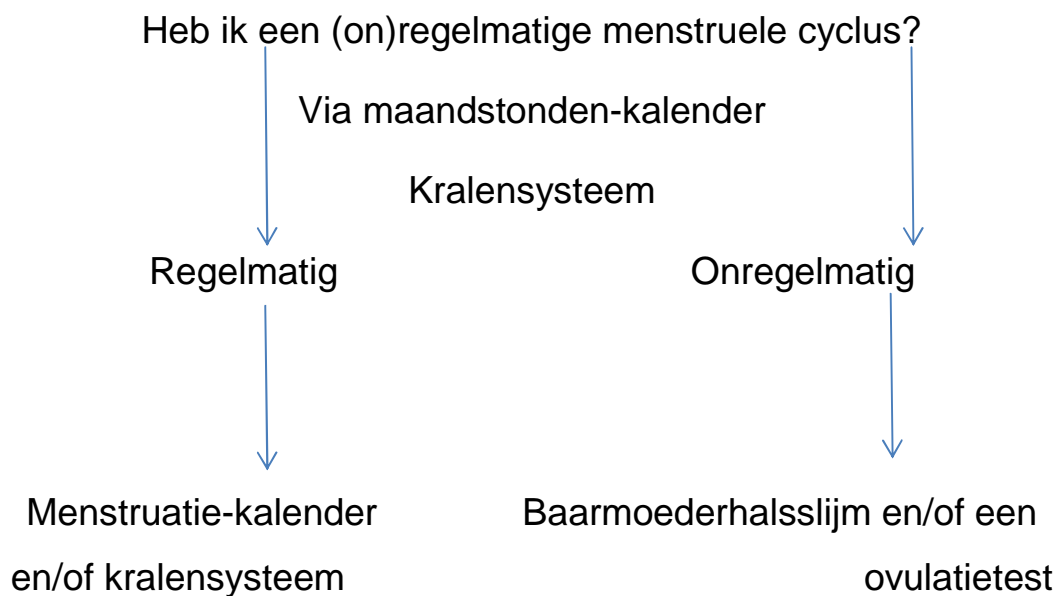 Heb ik een (on)regelmatige menstruele cyclus?
Via maandstonden-kalender
Kralensysteem
Regelmatig
Onregelmatig
Menstruatie-kalender
en/of kralensysteem
Baarmoederhalsslijm en/of een
ovulatietest